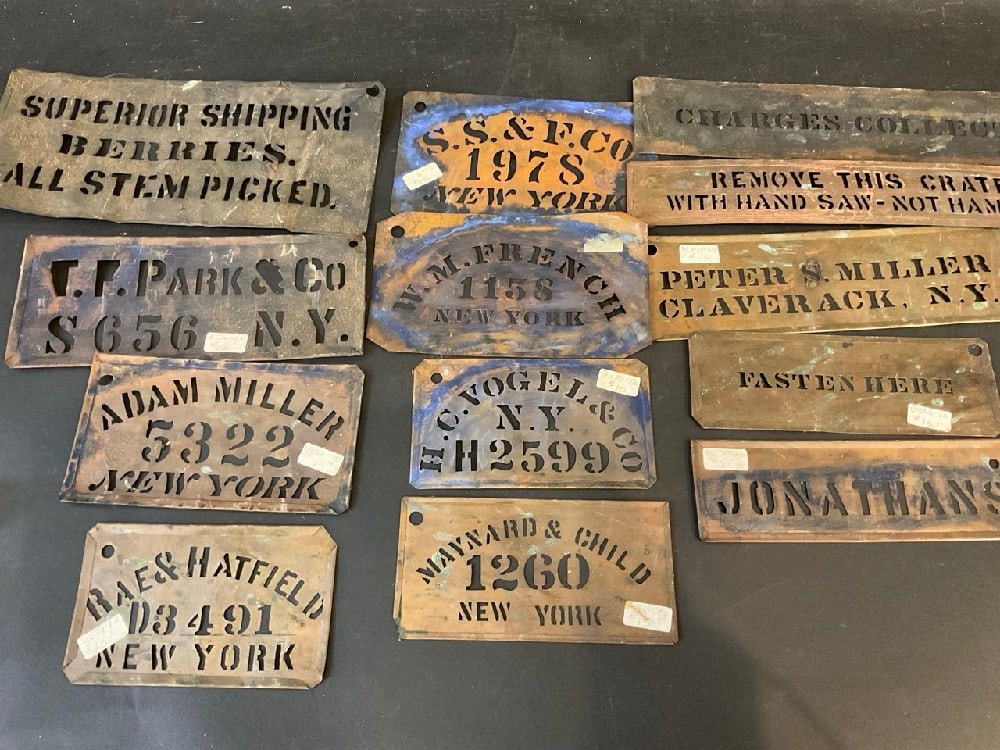 SUPERIOR SHIPPING
BERRIES.
ALL STEM PICKED.
T.F. PARK & CO
S 656 N.Y.
ADAM MILLER
5322
NEW YORK
RAE & HATFIELD
D3491
NEW YORK
S.S. & F. CO
1978
NEW YORK
W.M. FRENCH
1158
NEW YORK
H.C. VOGEL & CO
N.Y.
H2599
MAYNARD & CHILD
1260
NEW YORK
CHARGES COLLEC
REMOVE THIS CRATE
WITH HAND SAW - NOT HAM
PETER S. MILLER
CLAVERACK, N.Y.
FASTEN HERE
JONATHANS